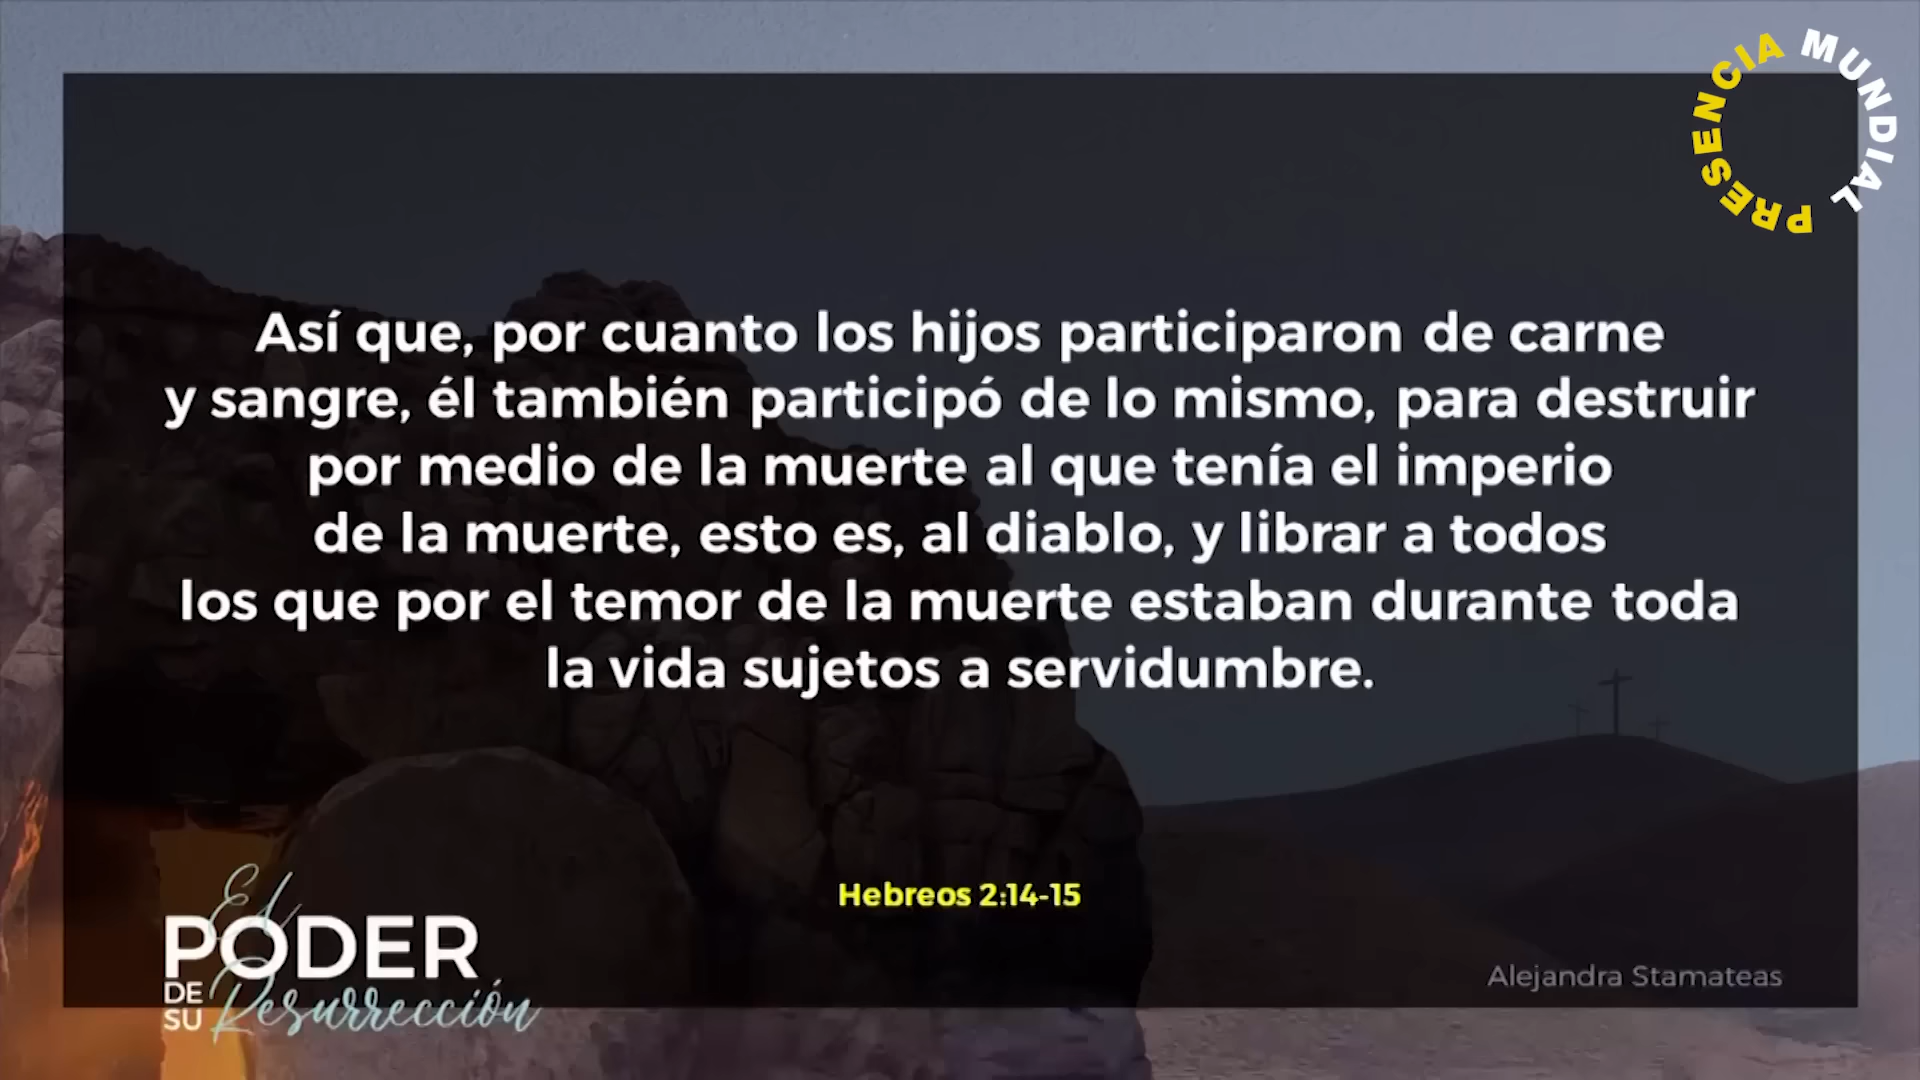 PRESENCIA MUNDIAL
Así que, por cuanto los hijos participaron de carne
y sangre, él también participó de lo mismo, para destruir
por medio de la muerte al que tenía el imperio
de la muerte, esto es, al diablo, y librar a todos
los que por el temor de la muerte estaban durante toda
la vida sujetos a servidumbre.
Hebreos 2:14-15
El
PODER
DE SU Resurrección
Alejandra Stamateas